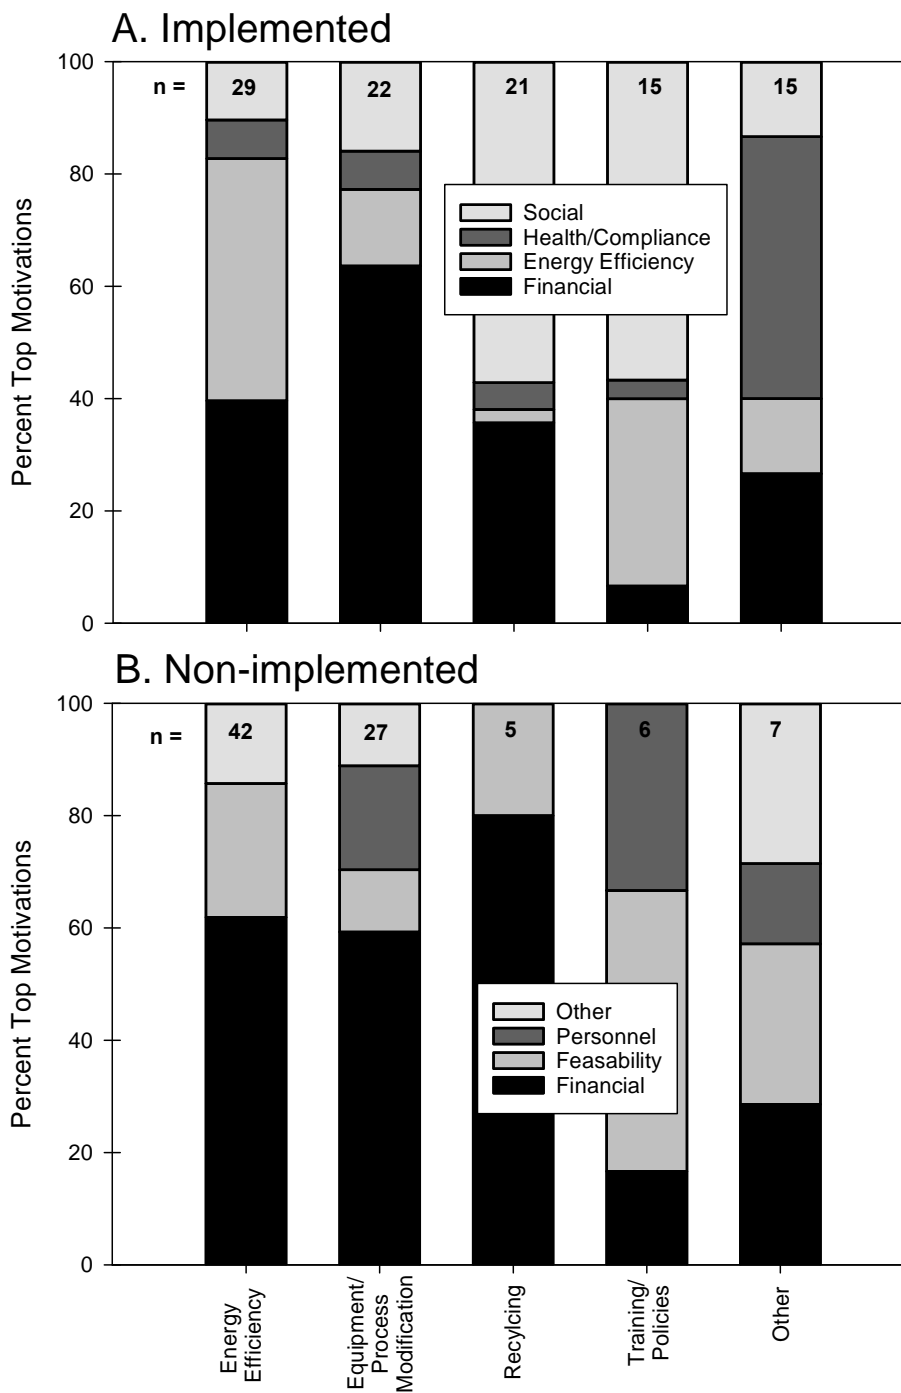 A. Implemented
100
80
60
40
20
0
Percent Top Motivations
n =
29
22
21
15
15
Social
Health/Compliance
Energy Efficiency
Financial
B. Non-implemented
100
80
60
40
20
0
Percent Top Motivations
n =
42
27
5
6
7
Other
Personnel
Feasability
Financial
Energy
Efficiency
Equipment/
Process
Modification
Recylcing
Training/
Policies
Other